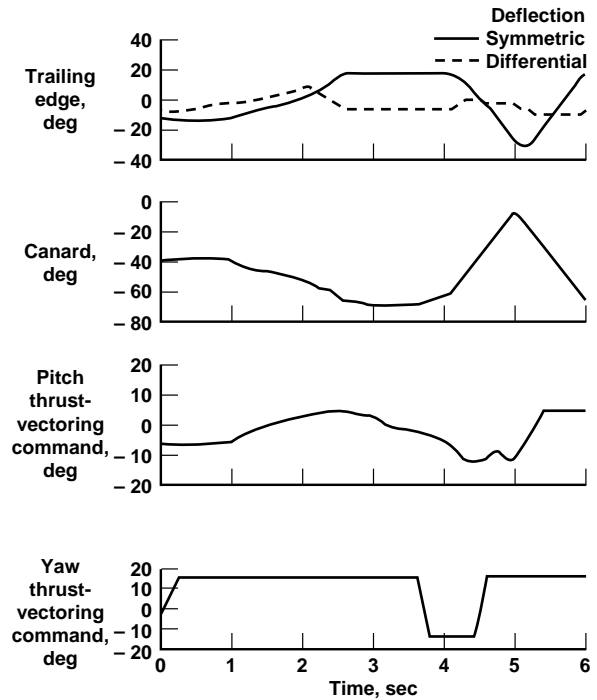 Deflection
Symmetric
Differential
Trailing
edge,
deg
40
20
0
– 20
– 40
Canard,
deg
0
– 20
– 40
– 60
– 80
Pitch
thrust-
vectoring
command,
deg
20
10
0
– 10
– 20
Yaw
thrust-
vectoring
command,
deg
20
10
0
– 10
– 20
0 1 2 3 4 5 6
Time, sec